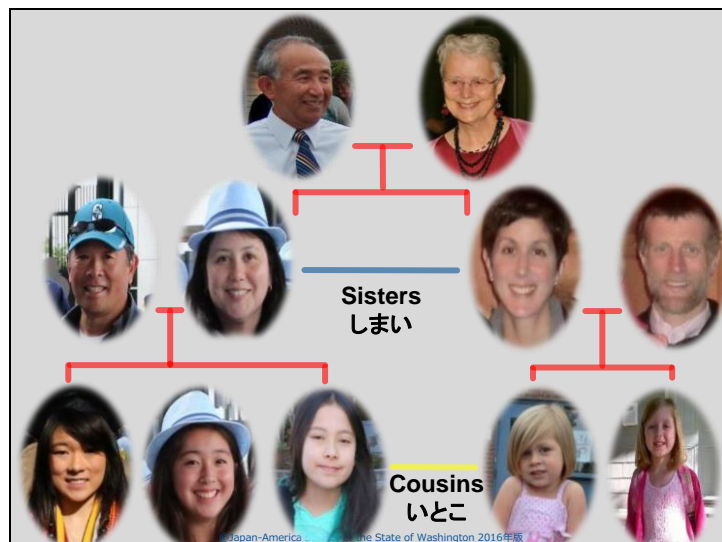 Sisters
しまい
Cousins
いとこ
Japan-America the State of Washington 2016年版